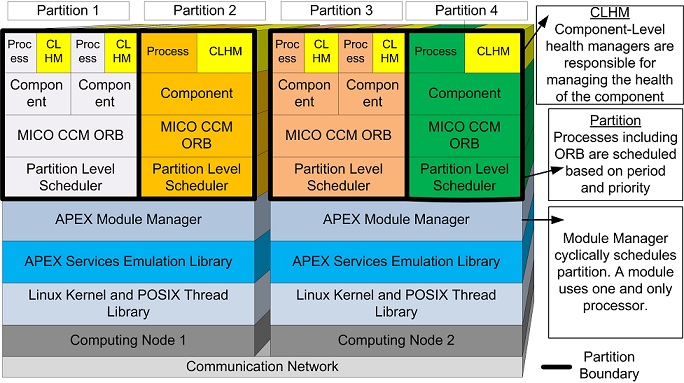 Partition 1
Partition 2
Partition 3
Partition 4
Proc
ess
CL
HM
Proc
ess
CL
HM
Process
CLHM
Proc
ess
CL
HM
Proc
ess
CL
HM
Process
CLHM
Compon
ent
Compon
ent
Component
Compon
ent
Compon
ent
Component
MICO CCM ORB
MICO CCM
ORB
MICO CCM ORB
MICO CCM
ORB
Partition Level
Scheduler
Partition Level
Scheduler
Partition Level
Scheduler
Partition Level
Scheduler
APEX Module Manager
APEX Module Manager
APEX Services Emulation Library
APEX Services Emulation Library
Linux Kernel and POSIX Thread
Library
Linux Kernel and POSIX Thread
Library
Computing Node 1
Computing Node 2
Communication Network
CLHM
Component-Level
health managers are
responsible for
managing the health
of the component
Partition
Processes including
ORB are scheduled
based on period
and priority
Module Manager
cyclically schedules
partition. A module
uses one and only
processor.
Partition
Boundary